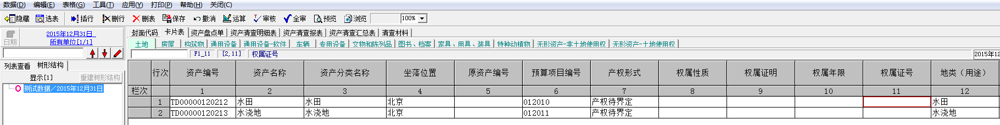 数据(D) 编辑(E) 表格(G) 工具(T) 应用(Y) 打印(P) 帮助(H) 关闭(C)
隐藏 选表 插行 删行 删表 保存 撤消 运算 审核 全审 预览 浏览 100%
日期 2015年12月31日
所有单位[1/1]
封面代码 卡片表 资产盘点单 资产清查明细表 资产清查报表 资产清查汇总表 清查材料
土地 房屋 构筑物 通用设备 通用设备-软件 车辆 专用设备 文物和陈列品 图书、档案 家具、用具、装具 特种动植物 无形资产-非土地使用权 无形资产-土地使用权
F1_11 [2,11] 权属证号 2015年12
列表查看 树形结构
显示[1] 重建树形结构
测试数据／2015年12月31日
行次 资产编号 资产名称 资产分类名称 坐落位置 原资产编号 预算项目编号 产权形式 权属性质 权属证明 权属年限 权属证号 地类（用途）
栏次 1 2 3 4 5 6 7 8 9 10 11 12
1 TD00000120212 水田 水田 北京 012010 产权待界定 水田
2 TD00000120213 水浇地 水浇地 北京 012011 产权待界定 水浇地